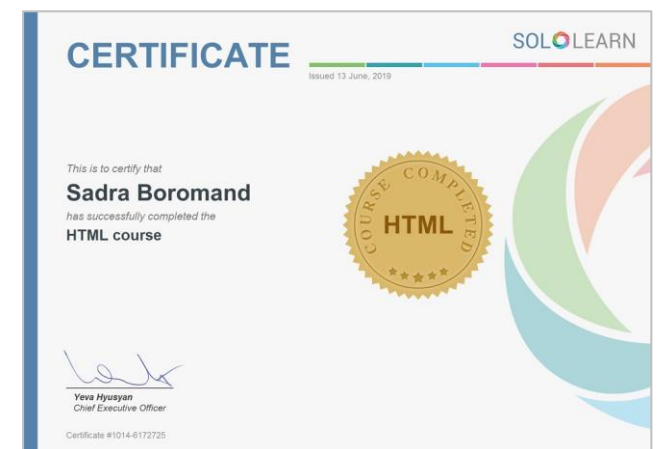 CERTIFICATE
SOLOLEARN
Issued 13 June, 2019
This is to certify that
Sadra Boromand
has successfully completed the
HTML course
COURSE COMPLETED
HTML
Yeva Hyusyan
Chief Executive Officer
Certificate #1014-6172725